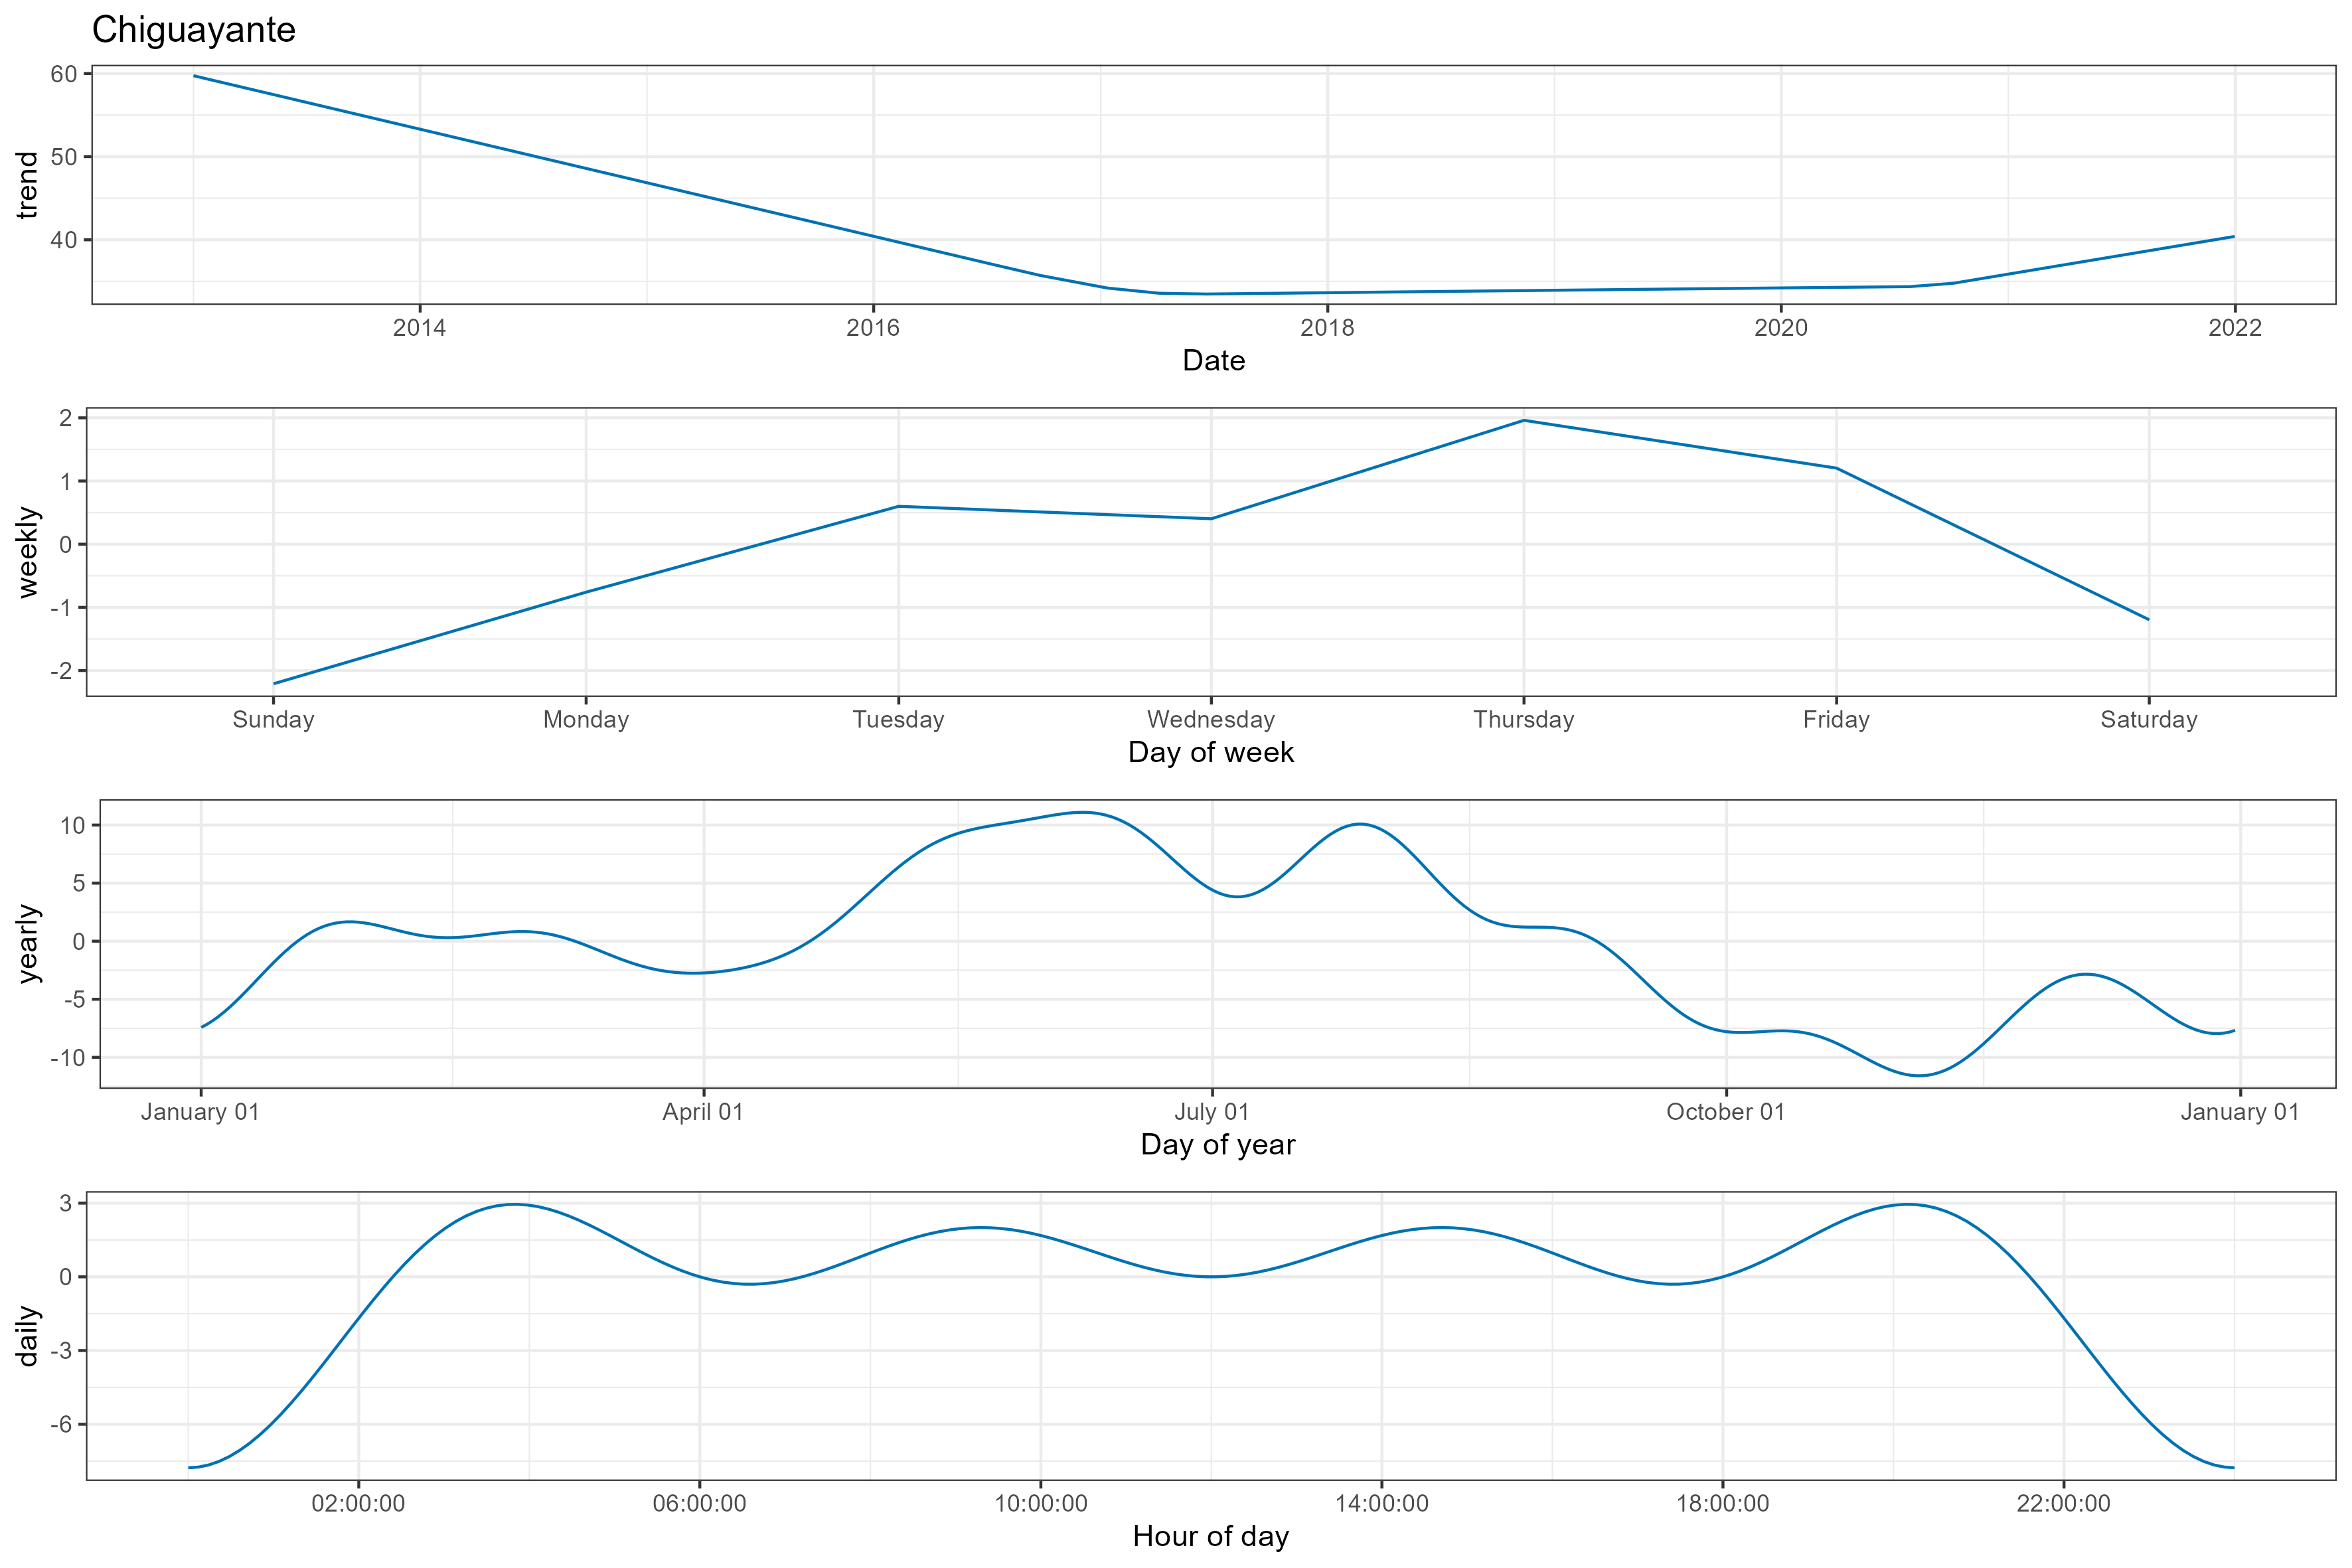 Chiguayante
60
50
40
trend
2014 2016 2018 2020 2022
Date
2
1
0
-1
-2
weekly
Sunday Monday Tuesday Wednesday Thursday Friday Saturday
Day of week
10
5
0
-5
-10
yearly
January 01 April 01 July 01 October 01 January 01
Day of year
3
0
-3
-6
daily
02:00:00 06:00:00 10:00:00 14:00:00 18:00:00 22:00:00
Hour of day